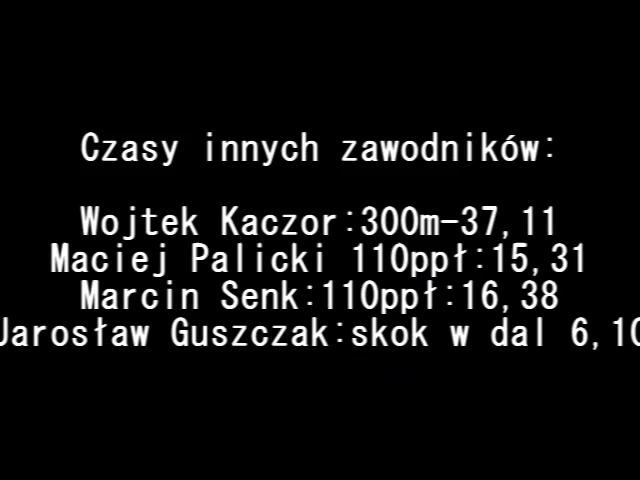 Czasy innych zawodników:
Wojtek Kaczor:300m-37,11
Maciej Palicki 110ppł:15,31
Marcin Senk:110ppł:16,38
Jarosław Guszczak:skok w dal 6,10